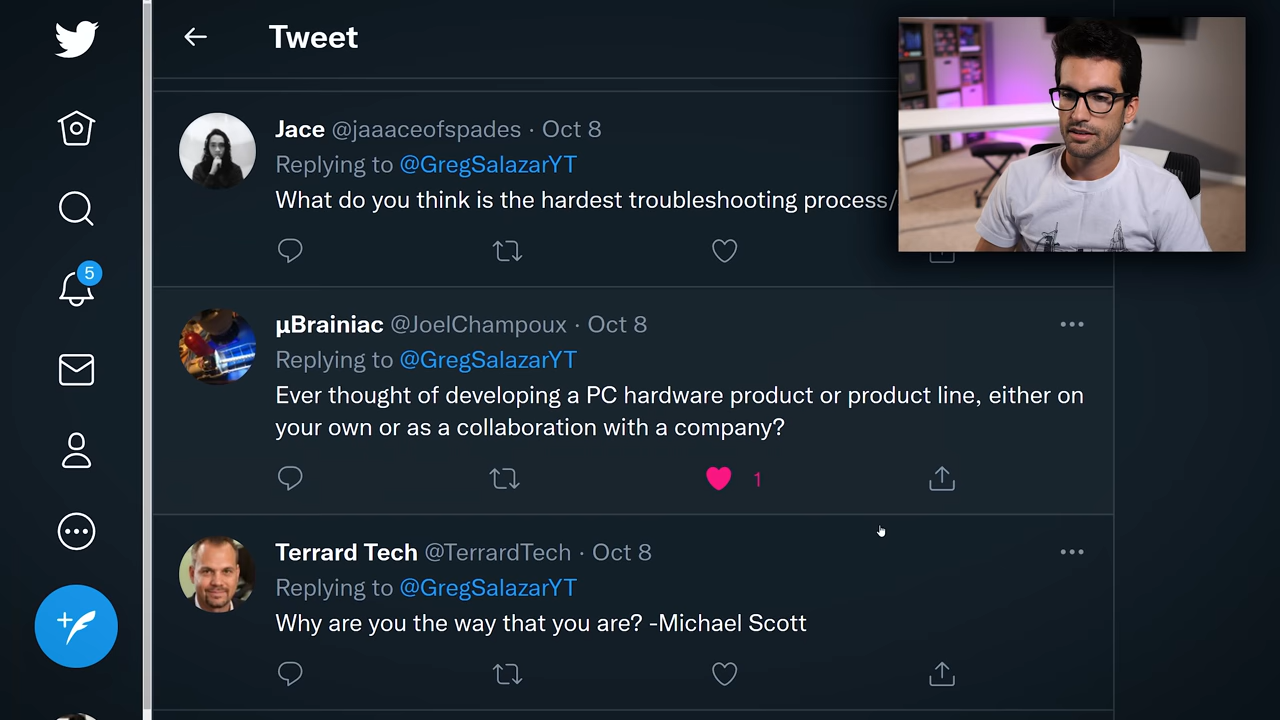 Tweet
Jace @jaaaceofspades · Oct 8
Replying to @GregSalazarYT
What do you think is the hardest troubleshooting process/
5
µBrainiac @JoelChampoux · Oct 8
Replying to @GregSalazarYT
Ever thought of developing a PC hardware product or product line, either on
your own or as a collaboration with a company?
1
Terrard Tech @TerrardTech · Oct 8
Replying to @GregSalazarYT
Why are you the way that you are? -Michael Scott